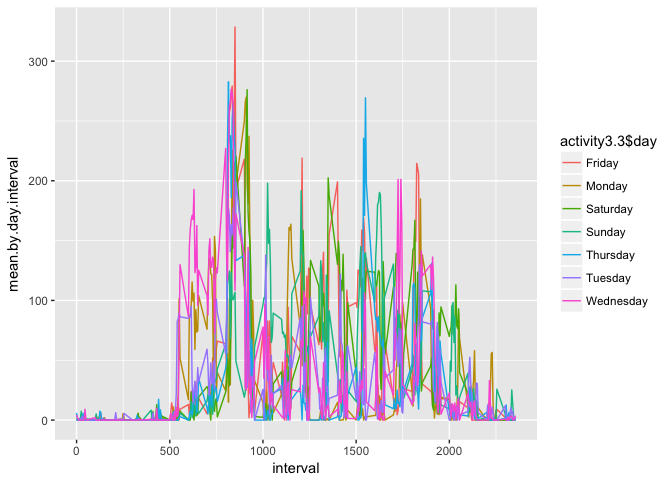 300
200
100
0
mean.by.day.interval
0
500
1000
1500
2000
interval
activity3.3$day
Friday
Monday
Saturday
Sunday
Thursday
Tuesday
Wednesday